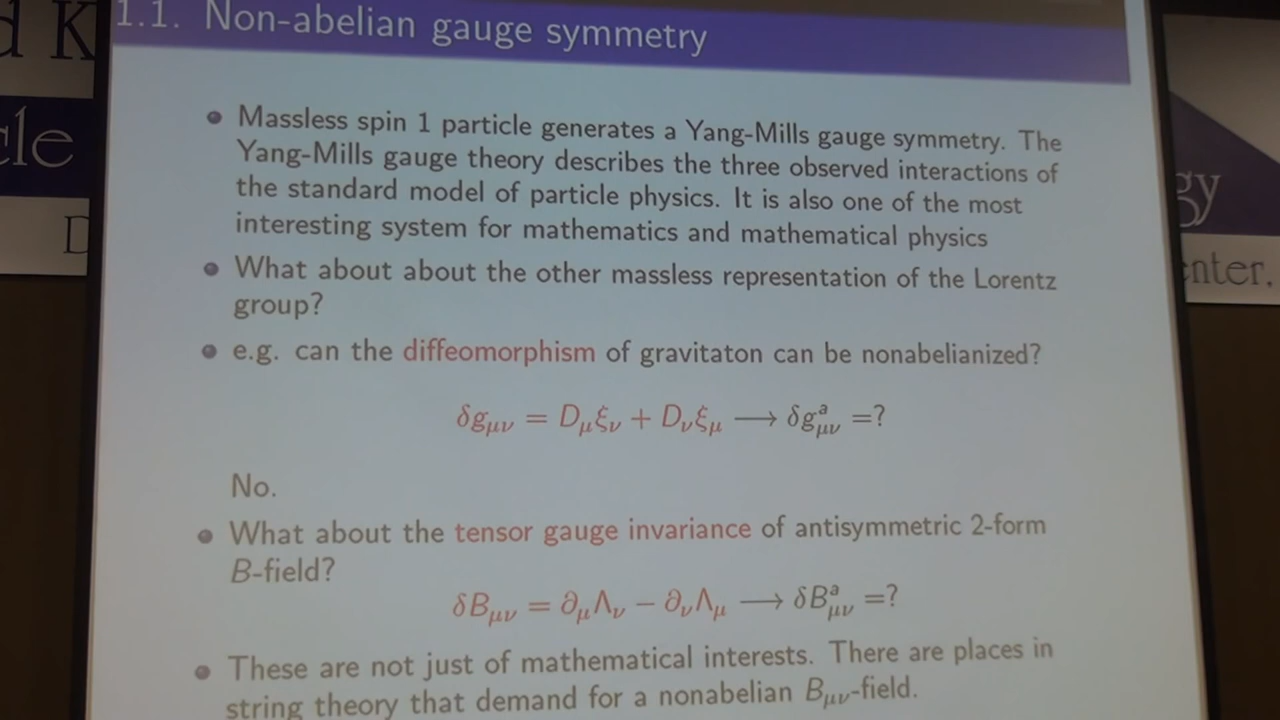 1.1. Non-abelian gauge symmetry
Massless spin 1 particle generates a Yang-Mills gauge symmetry. The
Yang-Mills gauge theory describes the three observed interactions of
the standard model of particle physics. It is also one of the most
interesting system for mathematics and mathematical physics
What about about the other massless representation of the Lorentz
group?
e.g. can the diffeomorphism of gravitaton can be nonabelianized?
δg_{μν} = D_μξ_ν + D_νξ_μ ⟶ δg^a_{μν} =?
No.
What about the tensor gauge invariance of antisymmetric 2-form
B-field?
δB_{μν} = ∂_μΛ_ν − ∂_νΛ_μ ⟶ δB^a_{μν} =?
These are not just of mathematical interests. There are places in
string theory that demand for a nonabelian B_{μν}-field.
d K
cle
D
gy
enter,